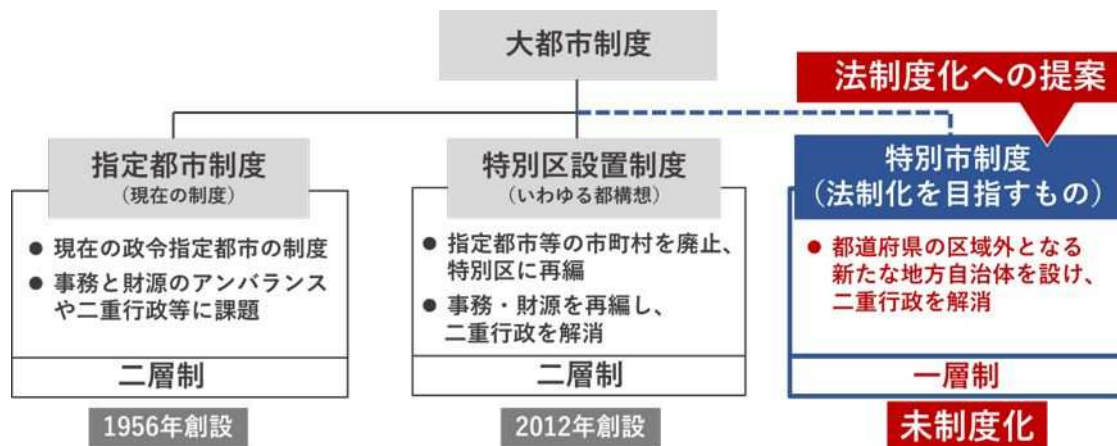 大都市制度
法制度化への提案
指定都市制度
(現在の制度)
● 現在の政令指定都市の制度
● 事務と財源のアンバランス
や二重行政等に課題
二層制
1956年創設
特別区設置制度
(いわゆる都構想)
● 指定都市等の市町村を廃止、
特別区に再編
● 事務・財源を再編し、
二重行政を解消
二層制
2012年創設
特別市制度
(法制化を目指すもの)
● 都道府県の区域外となる
新たな地方自治体を設け、
二重行政を解消
一層制
未制度化